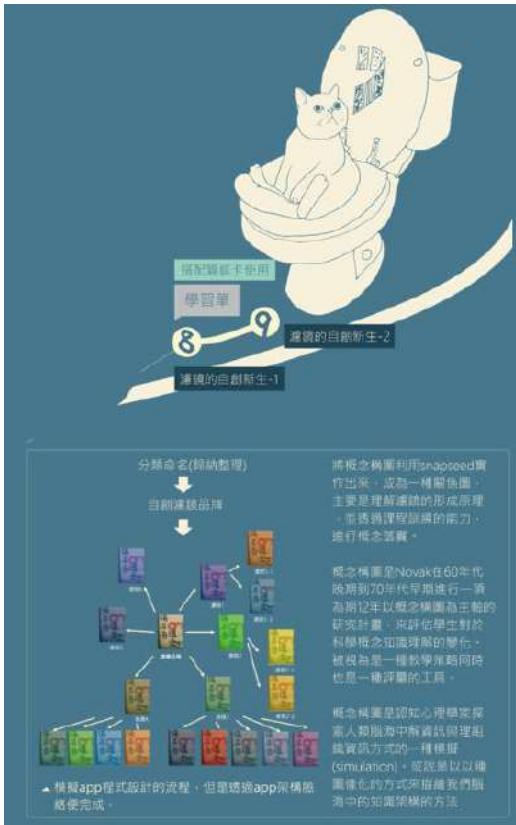 搭配質感卡使用
學習單
8
9
濾鏡的自創新生-2
濾鏡的自創新生-1
分類命名(歸納整理)
自創濾鏡品牌
▲ 模擬app程式設計的流程,但是透過app架構脈
絡便完成。
將概念構圖利用snapseed實
作出來,成為一種關係圖,
主要是理解濾鏡的形成原理
,並透過課程訓練的能力,
進行概念落實。
概念構圖是Novak在60年代
晚期到70年代早期進行一項
為期12年以概念構圖為主軸的
研究計畫,來評估學生對於
科學概念知識理解的變化。
被視為是一種教學策略同時
也是一種評量的工具。
概念構圖是認知心理學家探
索人類腦海中解資訊與理組
織資訊方式的一種模擬
(simulation)。或說是以以種
圖像化的方式來描繪我們腦
海中的知識架構的方法